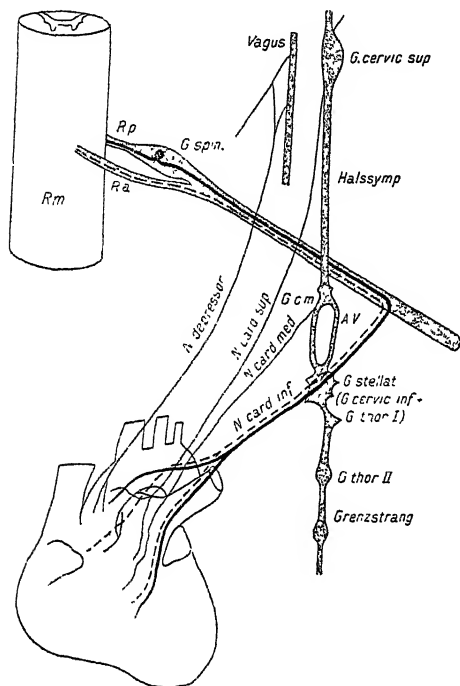 Vagus
G.cervic sup
Rp
G spin.
Halssymp
Ra
Rm
G c m
A V
N depressor
N card sup
N card med
N card inf
G stellat
(G cervic inf+
G thor I)
G thor II
Grenzstrang